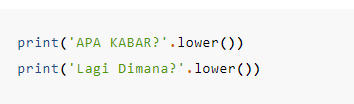 print('APA KABAR?'.lower())
print('Lagi Dimana?'.lower())